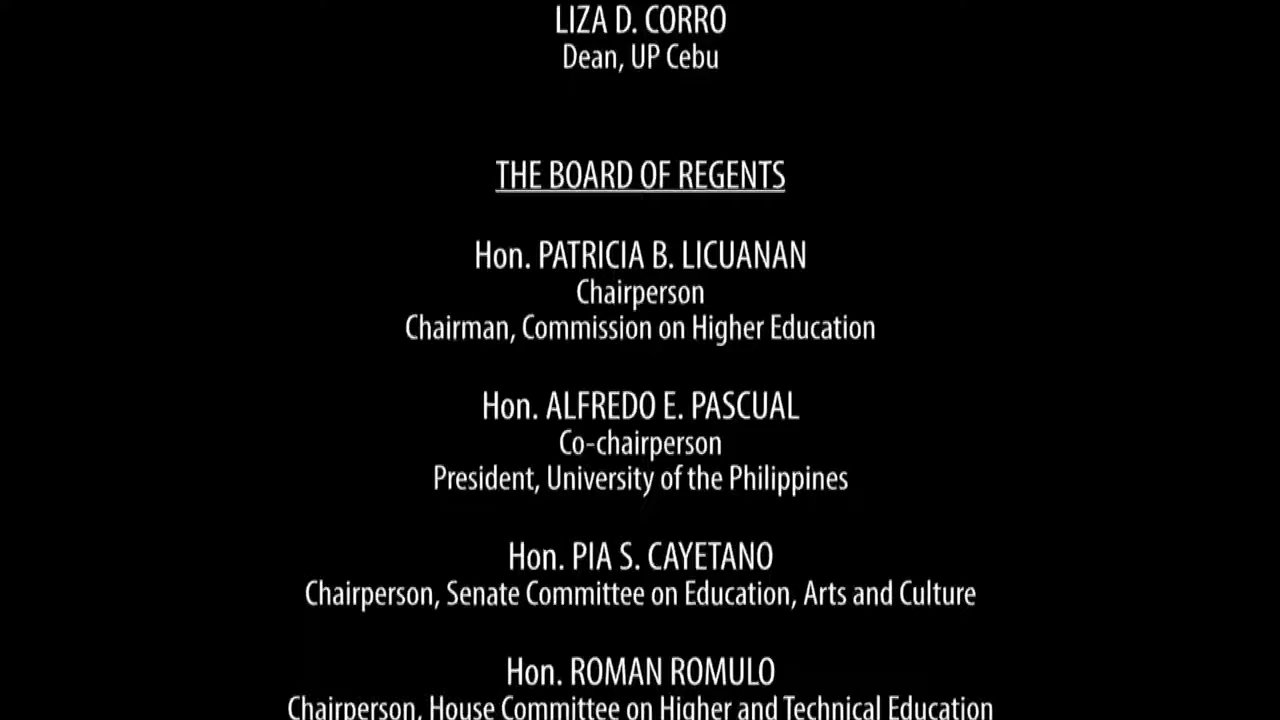 LIZA D. CORRO
Dean, UP Cebu
THE BOARD OF REGENTS
Hon. PATRICIA B. LICUANAN
Chairperson
Chairman, Commission on Higher Education
Hon. ALFREDO E. PASCUAL
Co-chairperson
President, University of the Philippines
Hon. PIA S. CAYETANO
Chairperson, Senate Committee on Education, Arts and Culture
Hon. ROMAN ROMULO
Chairperson, House Committee on Higher and Technical Education